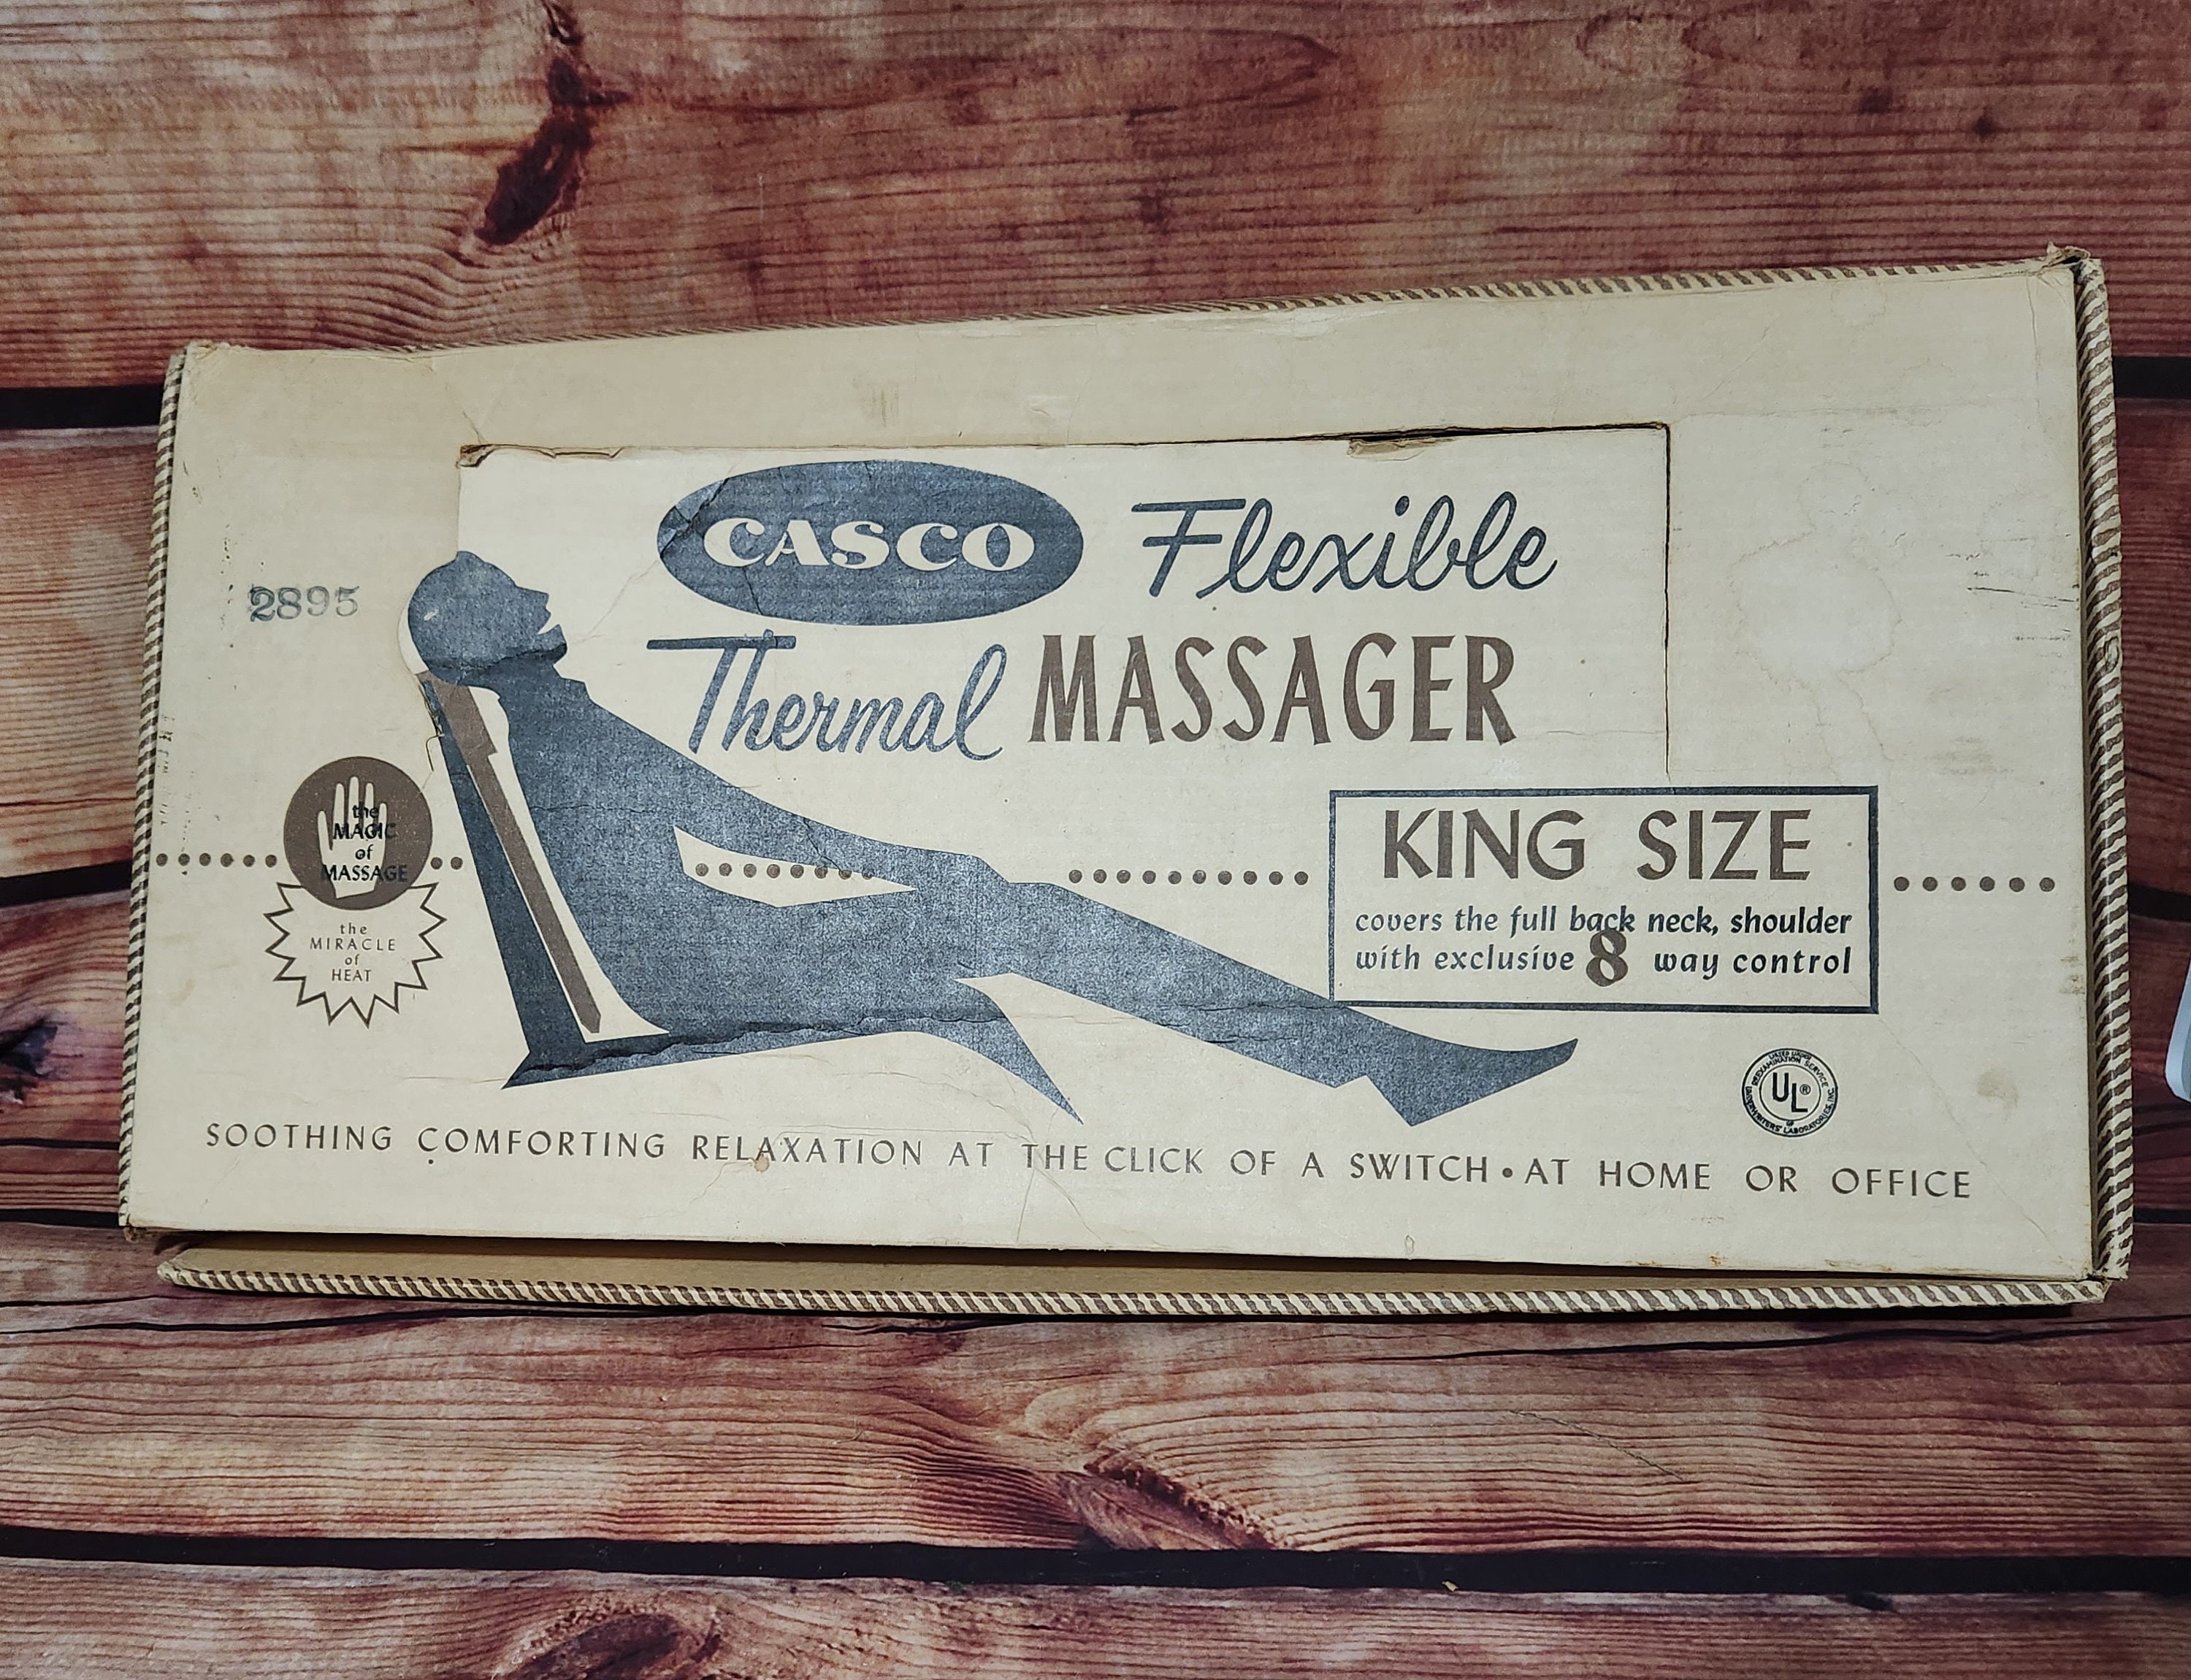 CASCO Flexible
Thermal MASSAGER
2895
the
MAGIC
of
MASSAGE
the
MIRACLE
of
HEAT
KING SIZE
covers the full back neck, shoulder
with exclusive 8 way control
UL®
SOOTHING COMFORTING RELAXATION AT THE CLICK OF A SWITCH • AT HOME OR OFFICE